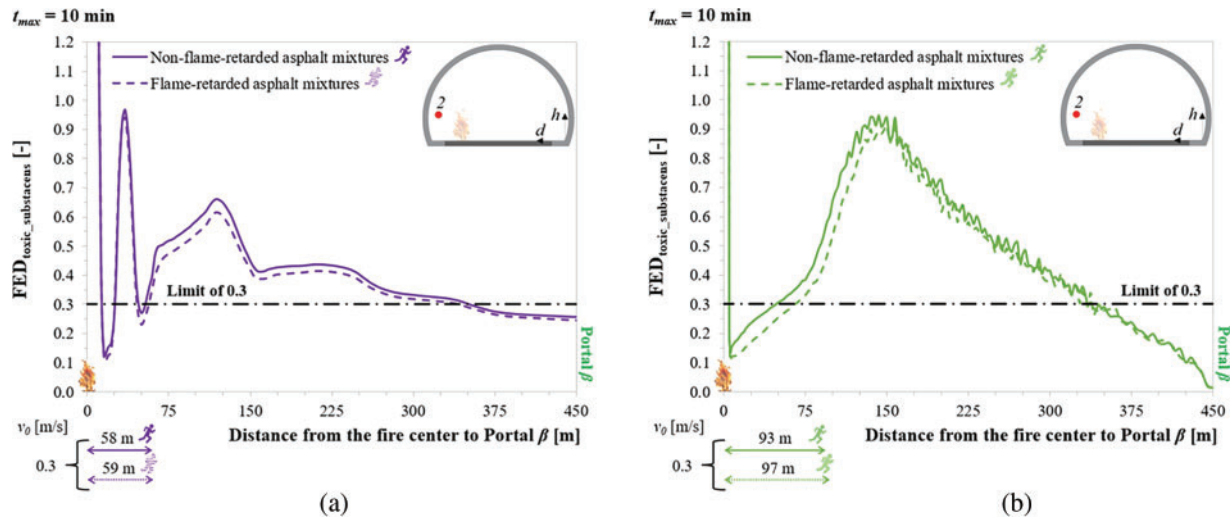 t_max = 10 min
1.2
1.1
1.0
0.9
0.8
0.7
0.6
0.5
0.4
0.3
0.2
0.1
0.0
FED_toxic_substacens [-]
Non-flame-retarded asphalt mixtures
Flame-retarded asphalt mixtures
2
h
d
Limit of 0.3
Portal β
0 75 150 225 300 375 450
v_0 [m/s]
Distance from the fire center to Portal β [m]
58 m
0.3
59 m
(a)
t_max = 10 min
1.2
1.1
1.0
0.9
0.8
0.7
0.6
0.5
0.4
0.3
0.2
0.1
0.0
FED_toxic_substacens [-]
Non-flame-retarded asphalt mixtures
Flame-retarded asphalt mixtures
2
h
d
Limit of 0.3
Portal β
0 75 150 225 300 375 450
v_0 [m/s]
Distance from the fire center to Portal β [m]
93 m
0.3
97 m
(b)